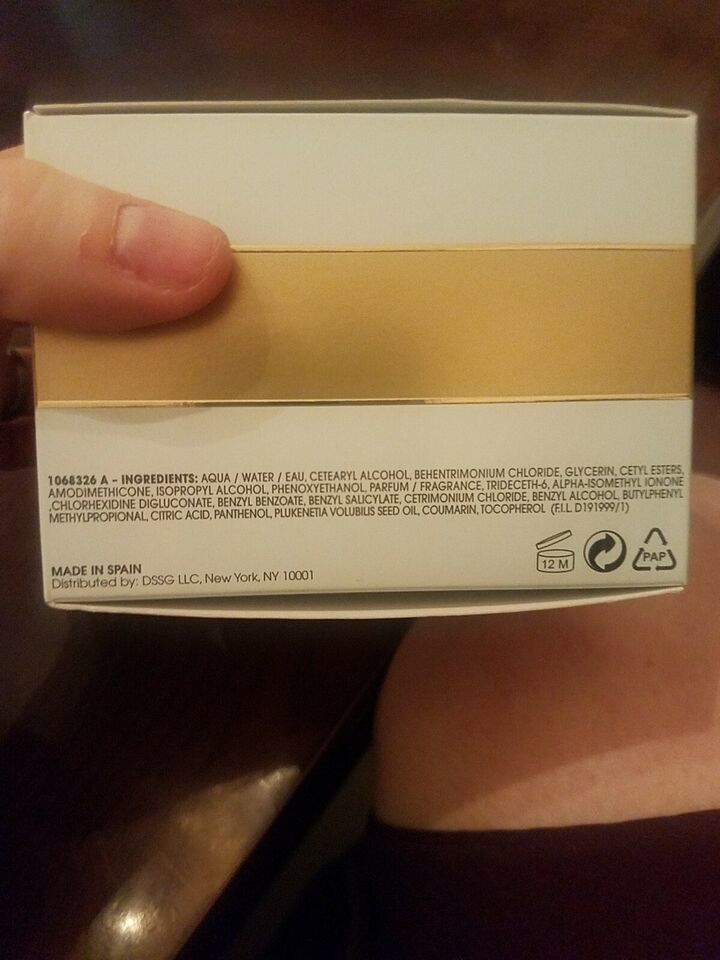 1068326 A - INGREDIENTS: AQUA / WATER / EAU, CETEARYL ALCOHOL, BEHENTRIMONIUM CHLORIDE, GLYCERIN, CETYL ESTERS,
AMODIMETHICONE, ISOPROPYL ALCOHOL, PHENOXYETHANOL, PARFUM / FRAGRANCE, TRIDECETH-6, ALPHA-ISOMETHYL IONONE
,CHLORHEXIDINE DIGLUCONATE, BENZYL BENZOATE, BENZYL SALICYLATE, CETRIMONIUM CHLORIDE, BENZYL ALCOHOL, BUTYLPHENYL
METHYLPROPIONAL, CITRIC ACID, PANTHENOL, PLUKENETIA VOLUBILIS SEED OIL, COUMARIN, TOCOPHEROL (F.I.L. D191999/1)
12 M
PAP
MADE IN SPAIN
Distributed by: DSSG LLC, New York, NY 10001